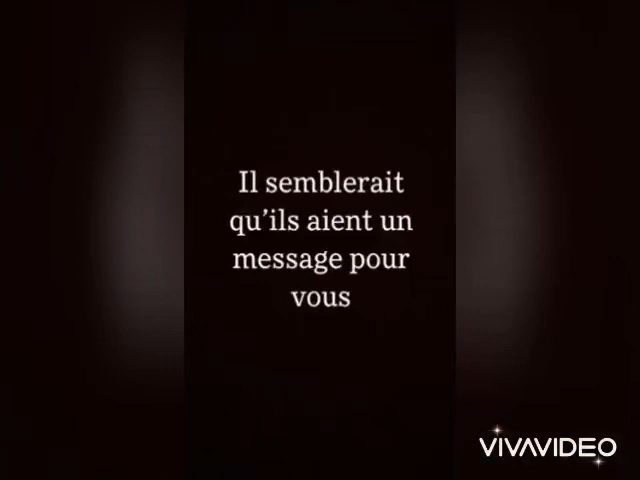 Il semblerait
qu'ils aient un
message pour
vous
VIVAVIDEO